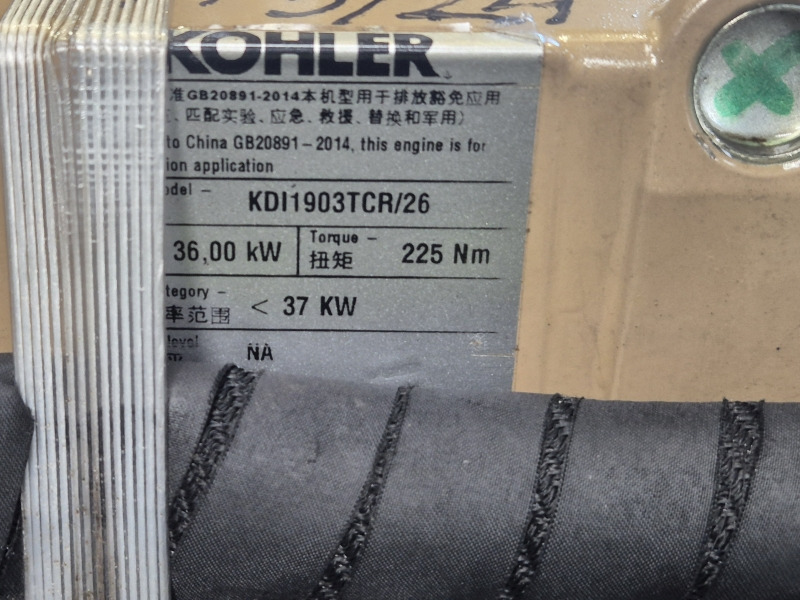 KOHLER
准GB20891-2014本机型用于排放豁免应用
、匹配实验、应急、救援、替换和军用）
to China GB20891-2014, this engine is for
ion application
odel - KDI1903TCR/26
36,00 kW Torque - 扭矩 225 Nm
tegory - 率范围 < 37 KW
level NA